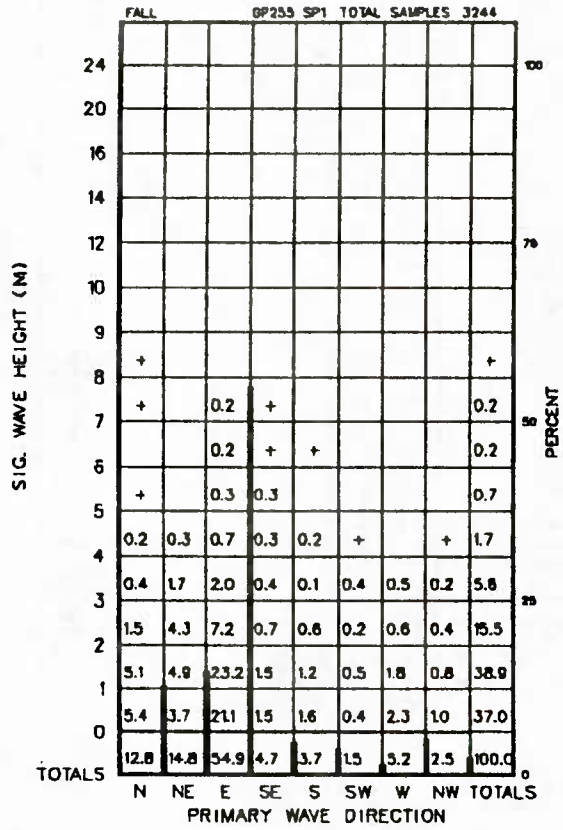 FALL GP255 SP1 TOTAL SAMPLES 3244
24 100
20
16
14
12 75
10
9
+ +
8
+ 0.2 + 0.2
7 50
0.2 + + 0.2
6
+ 0.3 0.3 0.7
5
0.2 0.3 0.7 0.3 0.2 + + 1.7
4
0.4 1.7 2.0 0.4 0.1 0.4 0.5 0.2 5.6
3 25
1.5 4.3 7.2 0.7 0.6 0.2 0.6 0.4 15.5
2
5.1 4.9 23.2 1.5 1.2 0.5 1.8 0.8 38.9
1
5.4 3.7 21.1 1.5 1.6 0.4 2.3 1.0 37.0
0
12.8 14.8 54.9 4.7 3.7 1.5 5.2 2.5 100.0
TOTALS 0
N NE E SE S SW W NW TOTALS
PRIMARY WAVE DIRECTION
SIG. WAVE HEIGHT (M)
PERCENT